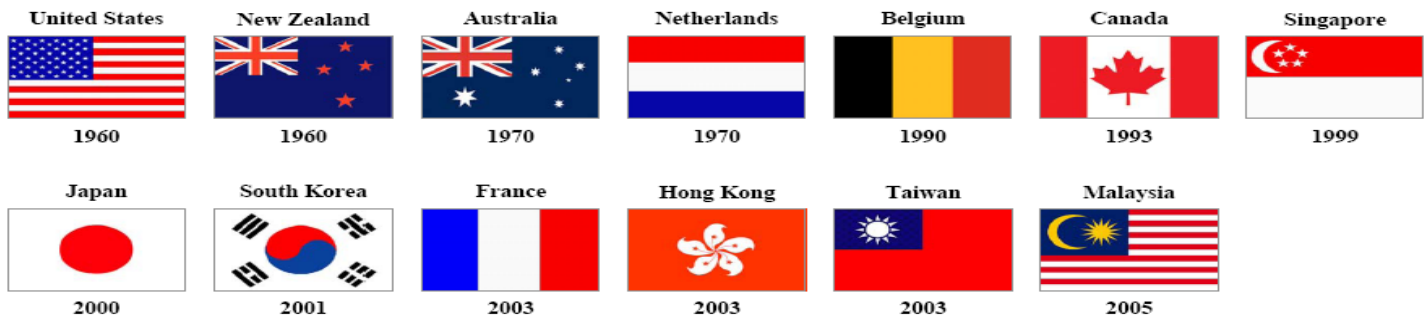 United States New Zealand Australia Netherlands Belgium Canada Singapore
1960 1960 1970 1970 1990 1993 1999
Japan South Korea France Hong Kong Taiwan Malaysia
2000 2001 2003 2003 2003 2005